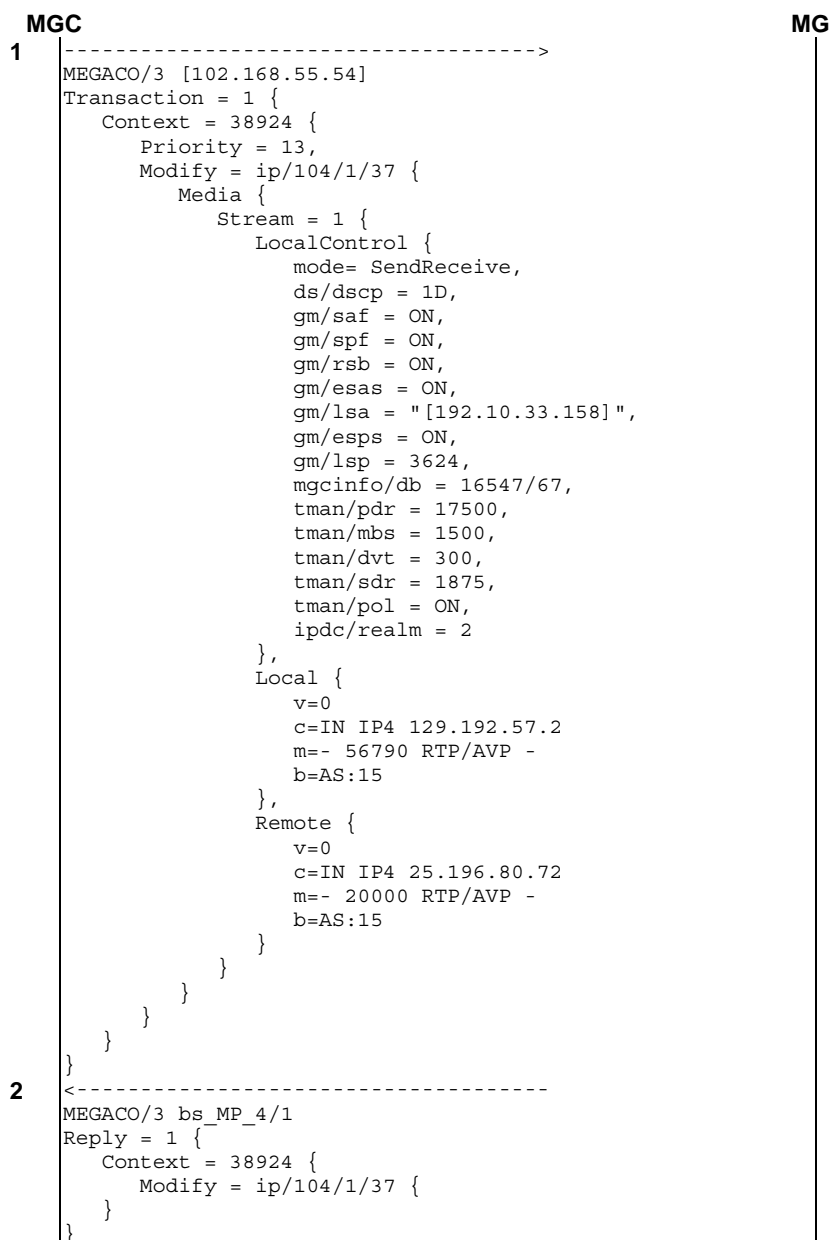 MGC MG
1 ------------------------------------->
MEGACO/3 [102.168.55.54]
Transaction = 1 {
   Context = 38924 {
      Priority = 13,
      Modify = ip/104/1/37 {
         Media {
            Stream = 1 {
               LocalControl {
                  mode= SendReceive,
                  ds/dscp = 1D,
                  gm/saf = ON,
                  gm/spf = ON,
                  gm/rsb = ON,
                  gm/esas = ON,
                  gm/lsa = "[192.10.33.158]",
                  gm/esps = ON,
                  gm/lsp = 3624,
                  mgcinfo/db = 16547/67,
                  tman/pdr = 17500,
                  tman/mbs = 1500,
                  tman/dvt = 300,
                  tman/sdr = 1875,
                  tman/pol = ON,
                  ipdc/realm = 2
               },
               Local {
                  v=0
                  c=IN IP4 129.192.57.2
                  m=- 56790 RTP/AVP -
                  b=AS:15
               },
               Remote {
                  v=0
                  c=IN IP4 25.196.80.72
                  m=- 20000 RTP/AVP -
                  b=AS:15
               }
            }
         }
      }
   }
}
2 <-------------------------------------
MEGACO/3 bs_MP_4/1
Reply = 1 {
   Context = 38924 {
      Modify = ip/104/1/37 {
   }
}